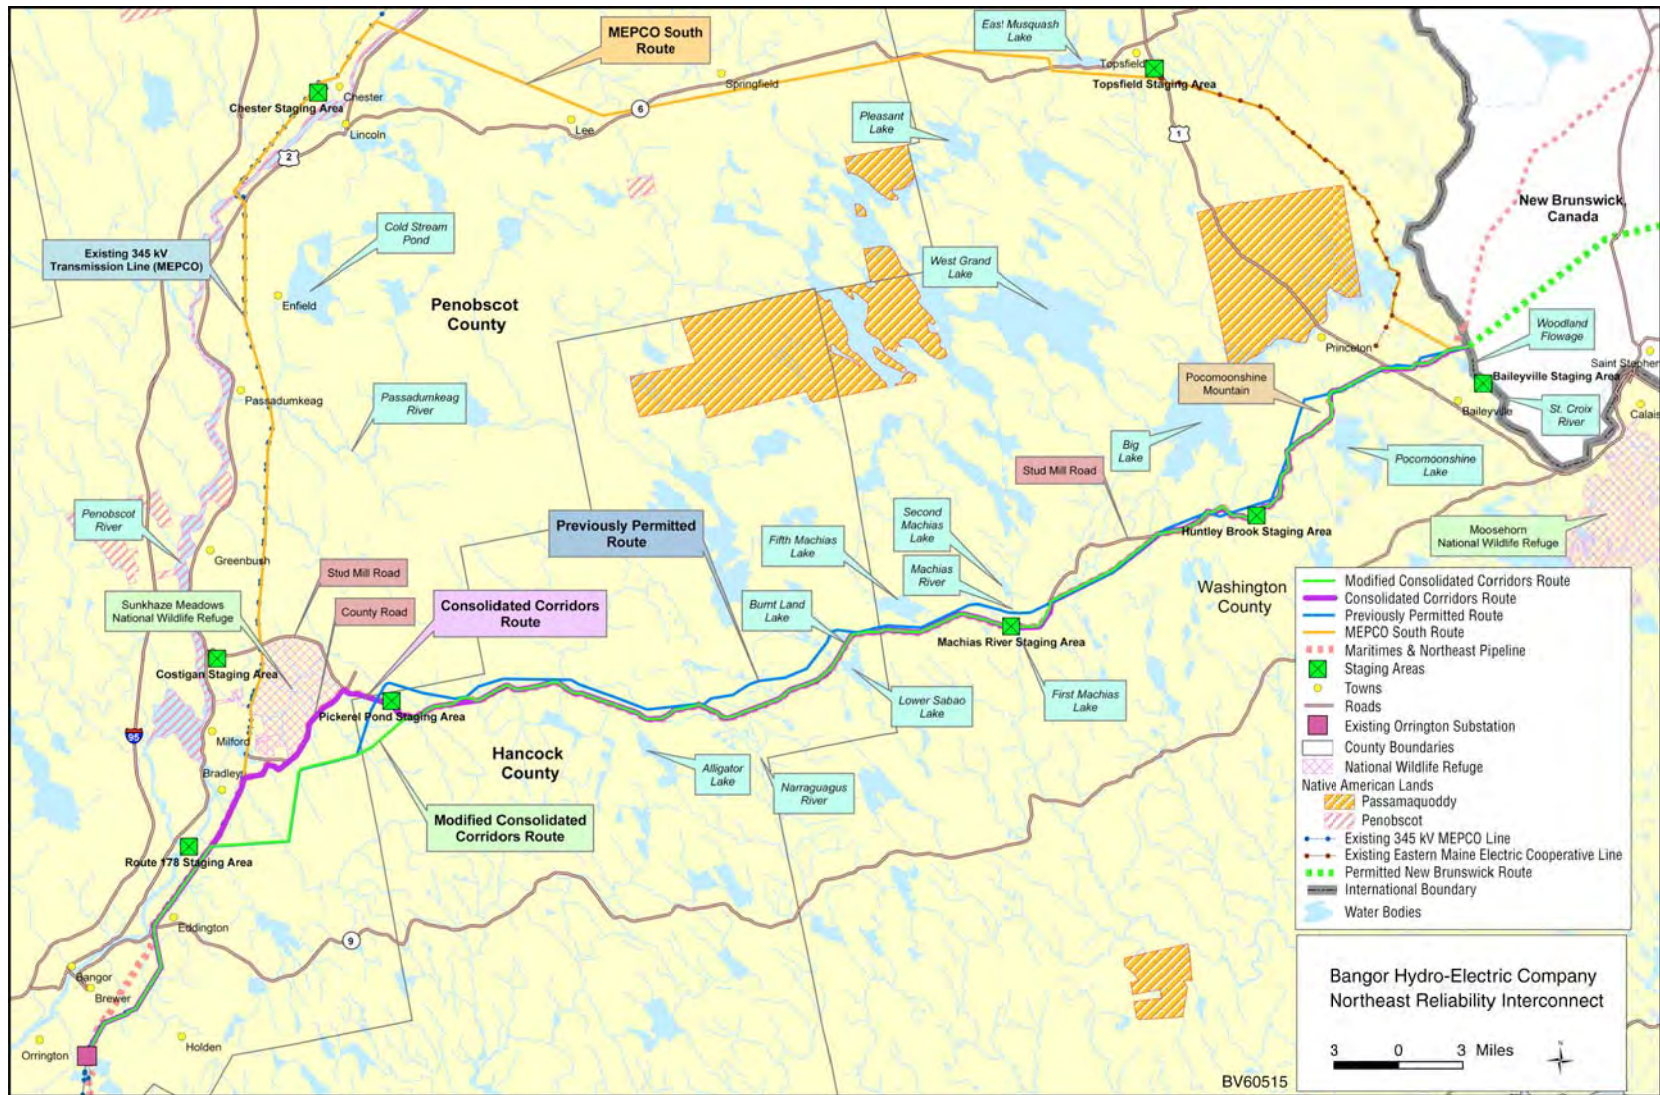 MEPCO South
Route
East Musquash
Lake
Topsfield
Topsfield Staging Area
Springfield
Chester
Chester Staging Area
Lincoln
Lee
6
2
1
Pleasant
Lake
New Brunswick,
Canada
Cold Stream
Pond
Existing 345 kV
Transmission Line (MEPCO)
West Grand
Lake
Enfield
Penobscot
County
Woodland
Flowage
Princeton
Saint Stephen
Baileyville Staging Area
Pocomoonshine
Mountain
Passadumkeag
Passadumkeag
River
Baileyville
St. Croix
River
Calais
Big
Lake
Pocomoonshine
Lake
Stud Mill Road
Penobscot
River
Previously Permitted
Route
Second
Machias
Lake
Fifth Machias
Lake
Huntley Brook Staging Area
Moosehorn
National Wildlife Refuge
Greenbush
Stud Mill Road
Machias
River
Washington
County
Sunkhaze Meadows
National Wildlife Refuge
County Road
Consolidated Corridors
Route
Burnt Land
Lake
Machias River Staging Area
Costigan Staging Area
Pickerel Pond Staging Area
Lower Sabao
Lake
First Machias
Lake
95
Milford
Hancock
County
Bradley
Alligator
Lake
Narraguagus
River
Modified Consolidated
Corridors Route
Route 178 Staging Area
Eddington
9
Bangor
Brewer
Orrington
Holden
Modified Consolidated Corridors Route
Consolidated Corridors Route
Previously Permitted Route
MEPCO South Route
Maritimes & Northeast Pipeline
Staging Areas
Towns
Roads
Existing Orrington Substation
County Boundaries
National Wildlife Refuge
Native American Lands
Passamaquoddy
Penobscot
Existing 345 kV MEPCO Line
Existing Eastern Maine Electric Cooperative Line
Permitted New Brunswick Route
International Boundary
Water Bodies
Bangor Hydro-Electric Company
Northeast Reliability Interconnect
3 0 3 Miles
N
BV60515